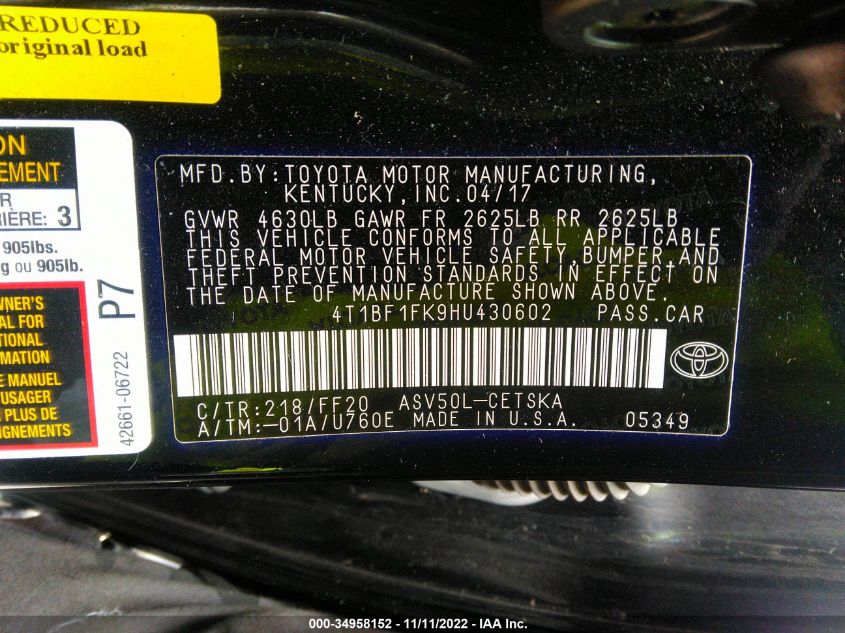 REDUCED
original load
ON
EMENT
R
IÈRE: 3
905lbs.
g ou 905lb.
WNER'S
AL FOR
TIONAL
MATION
E MANUEL
USAGER
PLUS DE
IGNEMENTS
P7
42661-06722
MFD.BY:TOYOTA MOTOR MANUFACTURING,
KENTUCKY,INC.04/17
GVWR 4630LB GAWR FR 2625LB RR 2625LB
THIS VEHICLE CONFORMS TO ALL APPLICABLE
FEDERAL MOTOR VEHICLE SAFETY,BUMPER,AND
THEFT PREVENTION STANDARDS IN EFFECT ON
THE DATE OF MANUFACTURE SHOWN ABOVE.
4T1BF1FK9HU430602 PASS.CAR
C/TR:218/FF20 ASV50L-CETSKA
A/TM:-01A/U760E MADE IN U.S.A. 05349
000-34958152 - 11/11/2022 - IAA Inc.